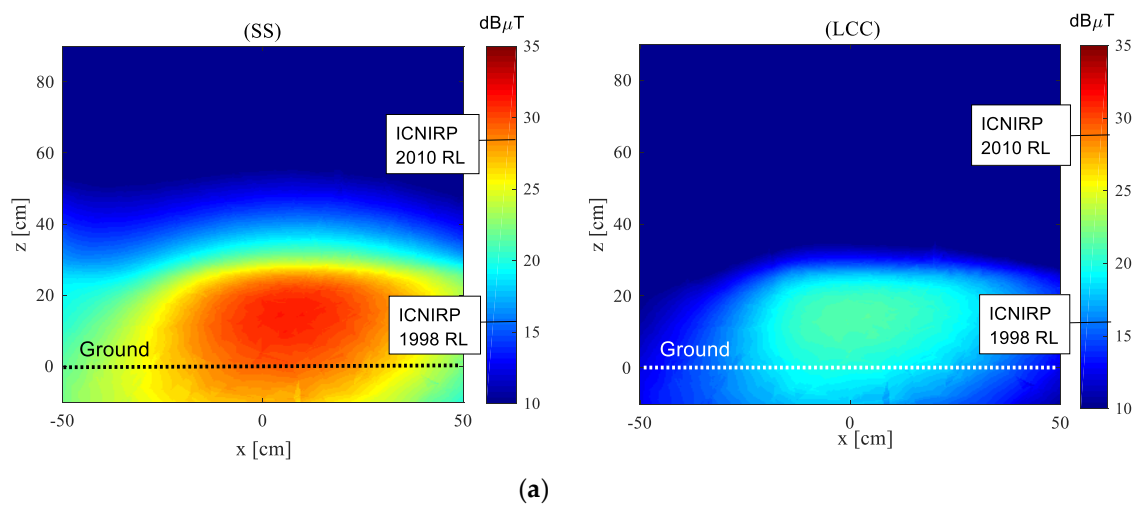 (SS)
dBμT
80
60
40
20
0
z [cm]
-50
0
50
x [cm]
35
30
25
20
15
10
ICNIRP
2010 RL
ICNIRP
1998 RL
Ground
(LCC)
dBμT
80
60
40
20
0
z [cm]
-50
0
50
x [cm]
35
30
25
20
15
10
ICNIRP
2010 RL
ICNIRP
1998 RL
Ground
(a)